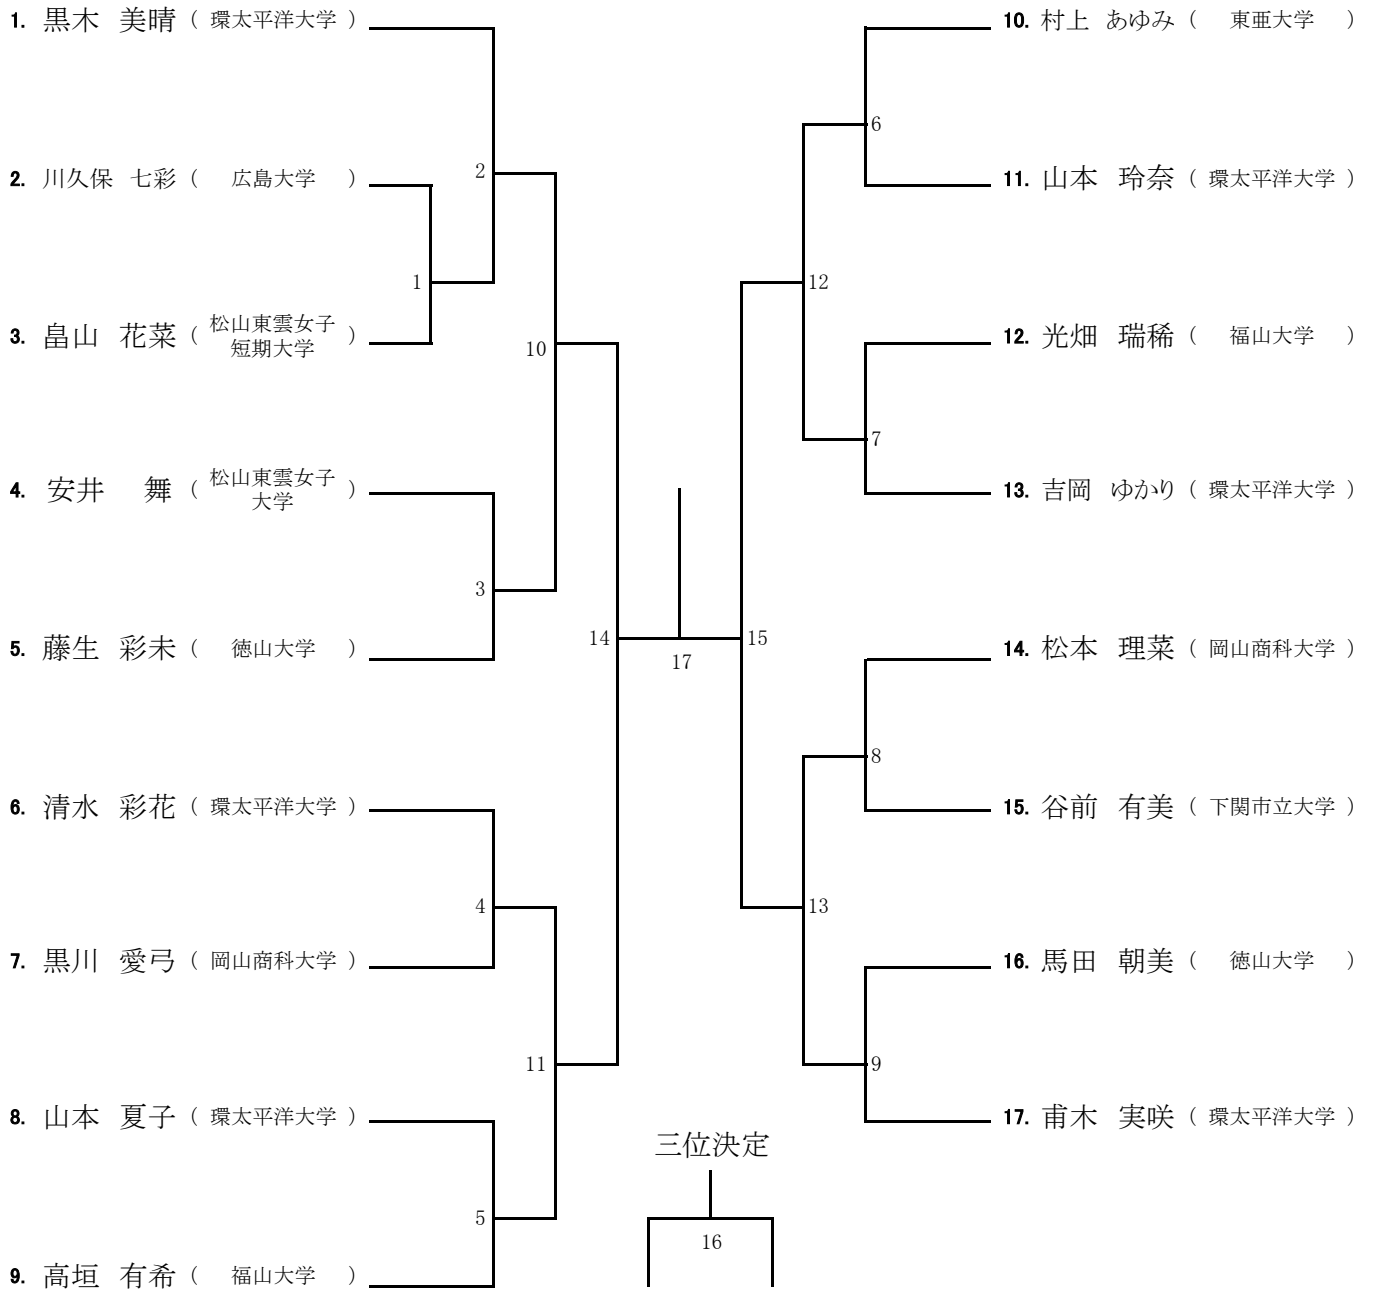 1. 黒木 美晴 ( 環太平洋大学 )
2. 川久保 七彩 ( 広島大学 )
3. 畠山 花菜 ( 松山東雲女子
短期大学 )
4. 安井 舞 ( 松山東雲女子
大学 )
5. 藤生 彩未 ( 徳山大学 )
6. 清水 彩花 ( 環太平洋大学 )
7. 黒川 愛弓 ( 岡山商科大学 )
8. 山本 夏子 ( 環太平洋大学 )
9. 高垣 有希 ( 福山大学 )
2
1
10
3
14
4
11
5
17
三位決定
16
6
12
7
15
8
13
9
10. 村上 あゆみ ( 東亜大学 )
11. 山本 玲奈 ( 環太平洋大学 )
12. 光畑 瑞稀 ( 福山大学 )
13. 吉岡 ゆかり ( 環太平洋大学 )
14. 松本 理菜 ( 岡山商科大学 )
15. 谷前 有美 ( 下関市立大学 )
16. 馬田 朝美 ( 徳山大学 )
17. 甫木 実咲 ( 環太平洋大学 )